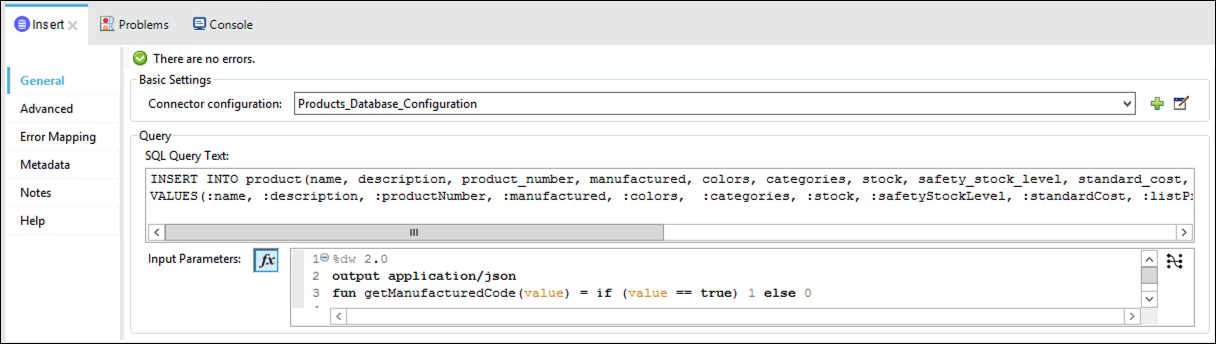 Insert Problems Console
There are no errors.
General
Basic Settings
Advanced
Connector configuration: Products_Database_Configuration
Error Mapping
Query
Metadata
SQL Query Text:
INSERT INTO product(name, description, product_number, manufactured, colors, categories, stock, safety_stock_level, standard_cost,
Notes
VALUES(:name, :description, :productNumber, :manufactured, :colors,  :categories, :stock, :safetyStockLevel, :standardCost, :listPr
Help
Input Parameters: fx
1 %dw 2.0
2 output application/json
3 fun getManufacturedCode(value) = if (value == true) 1 else 0